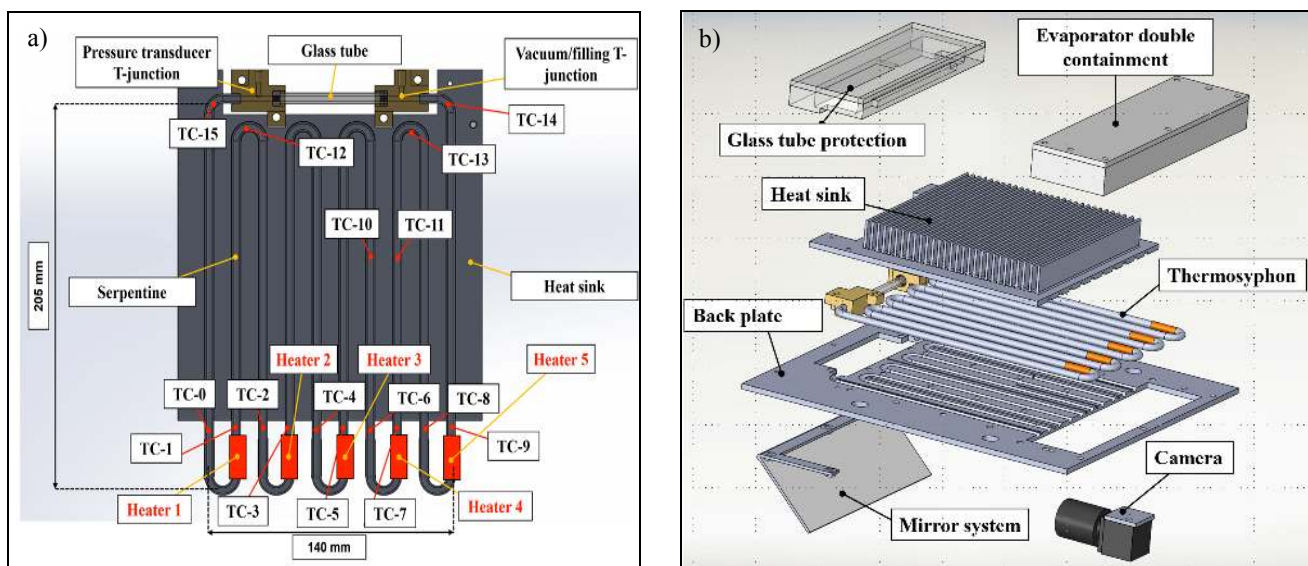 a)
Pressure transducer
T-junction
Glass tube
Vacuum/filling T-
junction
TC-15
TC-14
TC-12
TC-13
TC-10
TC-11
Serpentine
Heat sink
205 mm
Heater 2
Heater 3
Heater 5
TC-0
TC-2
TC-4
TC-6
TC-8
TC-1
TC-9
Heater 1
TC-3
TC-5
TC-7
Heater 4
140 mm
b)
Evaporator double
containment
Glass tube protection
Heat sink
Thermosyphon
Back plate
Camera
Mirror system